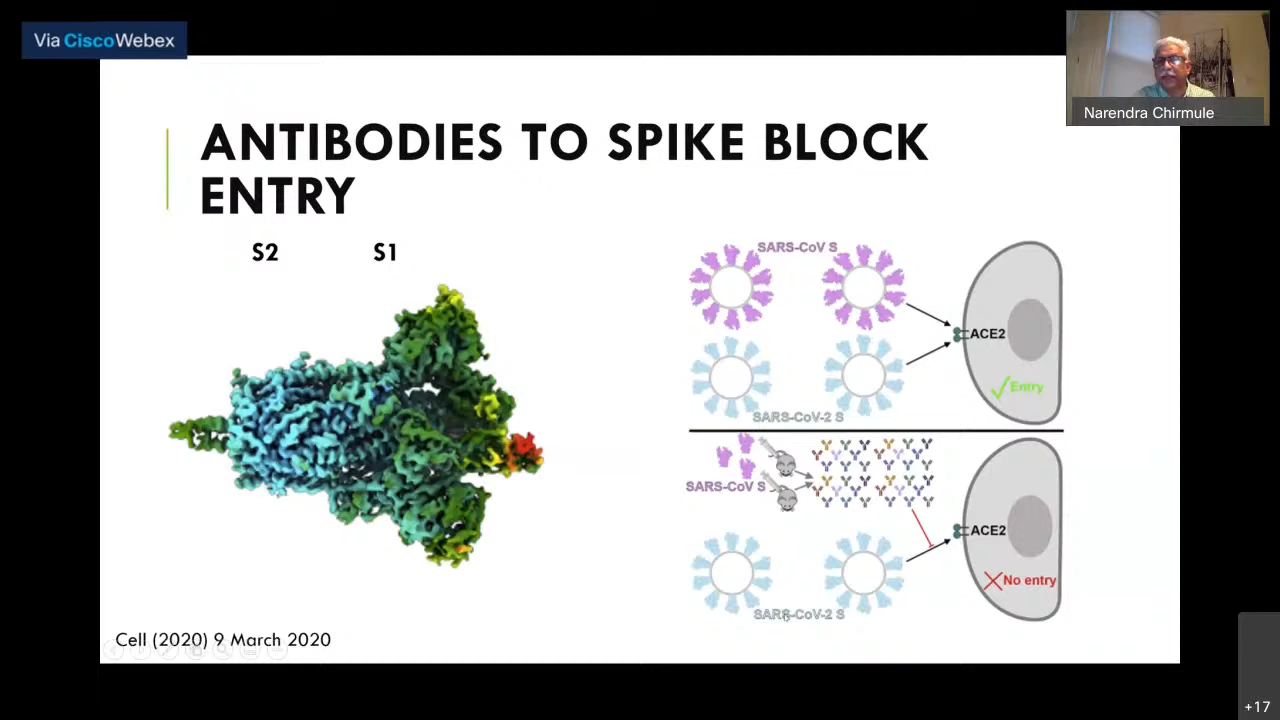 Via CiscoWebex
Narendra Chirmule
ANTIBODIES TO SPIKE BLOCK
ENTRY
S2 S1
SARS-CoV S
ACE2
Entry
SARS-CoV-2 S
SARS-CoV S
ACE2
No entry
SARS-CoV-2 S
Cell (2020) 9 March 2020
+17